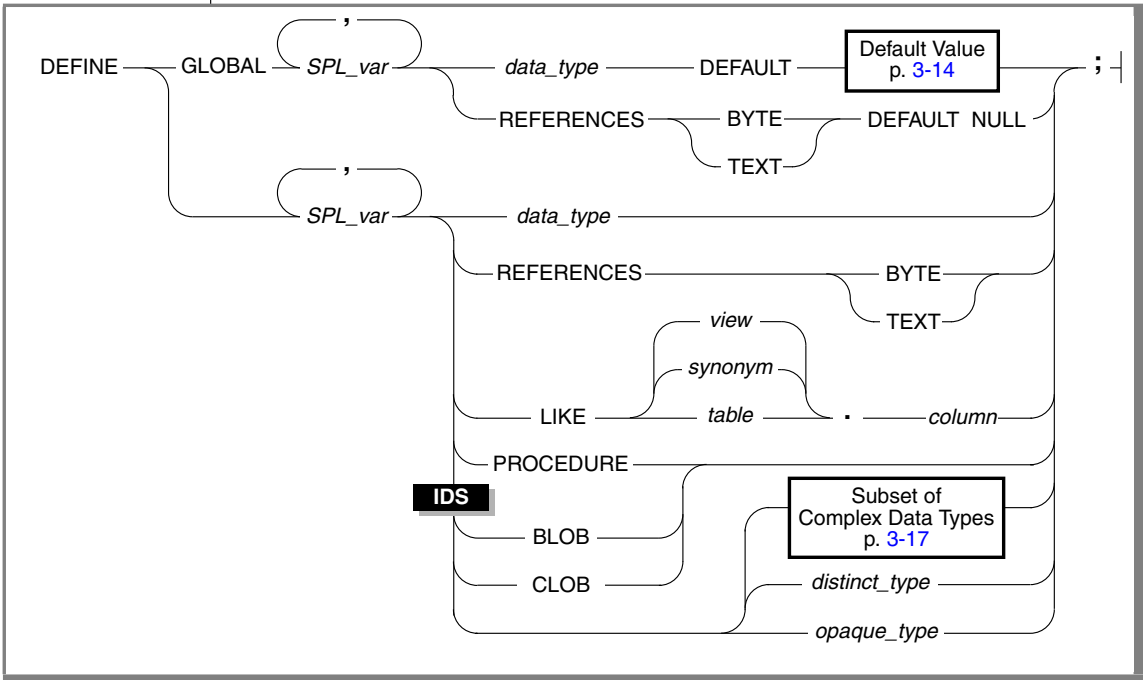 ,
DEFINE GLOBAL SPL_var data_type DEFAULT Default Value ;
p. 3-14
REFERENCES BYTE DEFAULT NULL
TEXT
,
SPL_var data_type
REFERENCES BYTE
TEXT
view
synonym
LIKE table . column
PROCEDURE
IDS
Subset of
Complex Data Types
p. 3-17
BLOB
CLOB
distinct_type
opaque_type